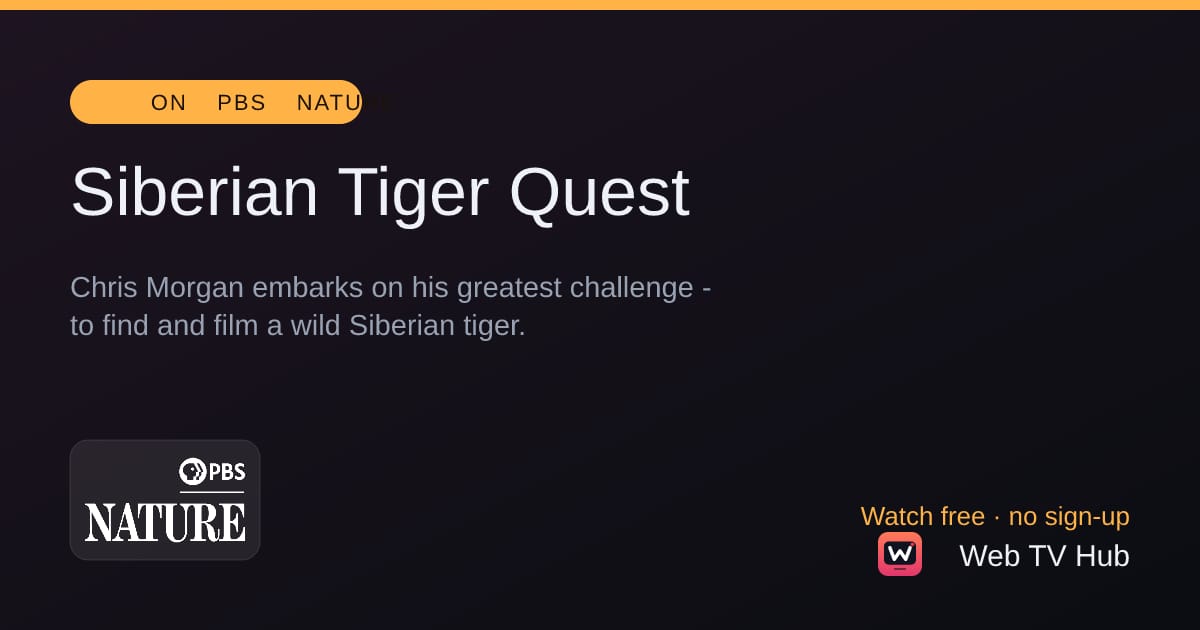 ON PBS NATU
Siberian Tiger Quest
Chris Morgan embarks on his greatest challenge -
to find and film a wild Siberian tiger.
PBS
NATURE
Watch free · no sign-up
W
Web TV Hub